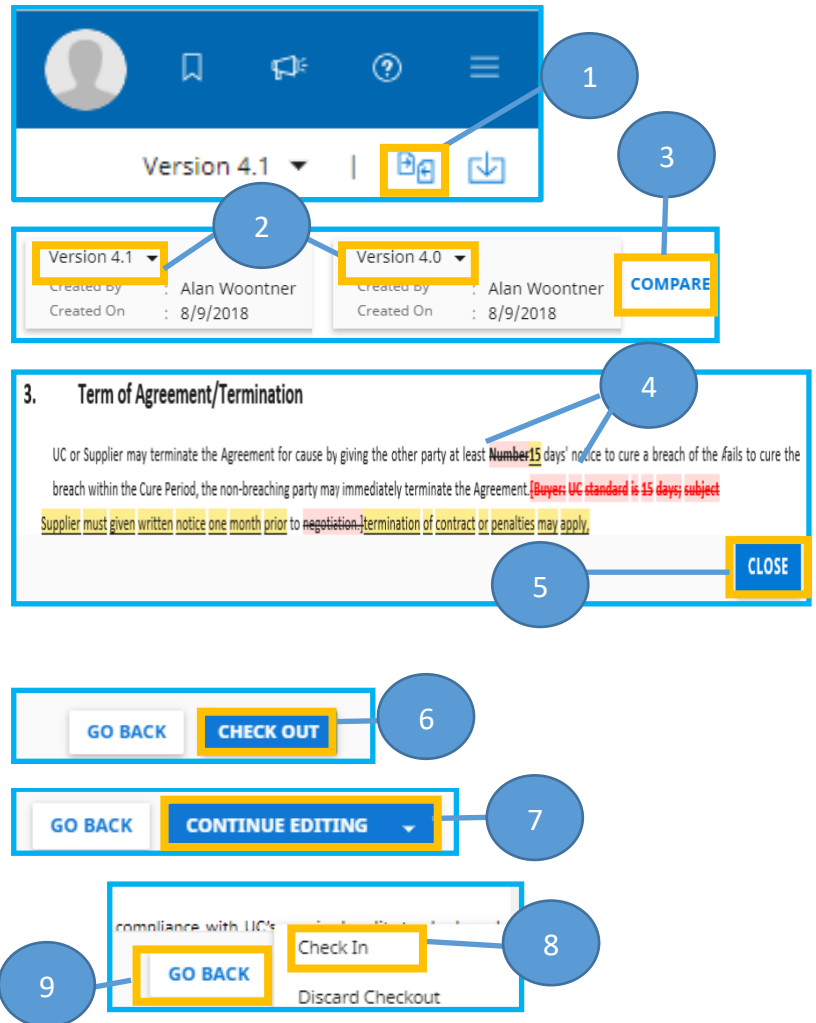 1
Version 4.1 |
3
2
Version 4.1
Created By : Alan Woontner
Created On : 8/9/2018
Version 4.0
Created By : Alan Woontner
Created On : 8/9/2018
COMPARE
4
3. Term of Agreement/Termination
UC or Supplier may terminate the Agreement for cause by giving the other party at least Number15 days' notice to cure a breach of the fails to cure the
breach within the Cure Period, the non-breaching party may immediately terminate the Agreement.[Buyer: UC standard is 15 days; subject
Supplier must given written notice one month prior to negotiation.]termination of contract or penalties may apply,
CLOSE
5
6
GO BACK CHECK OUT
GO BACK CONTINUE EDITING
7
compliance with UC's
Check In
8
GO BACK
9
Discard Checkout